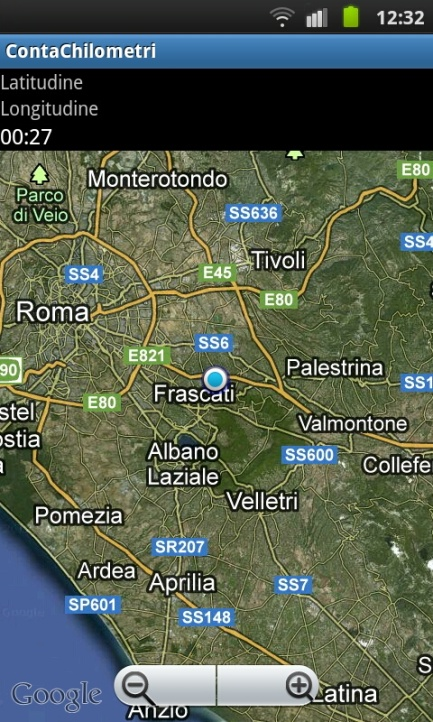 12:32
ContaChilometri
Latitudine
Longitudine
00:27
Monterotondo
E80
Parco
di Veio
SS636
SS4
Tivoli
SS4
E45
E80
Roma
SS6
E821
Palestrina
90
Frascati
SS1
E80
stel
Valmontone
ostia
Albano
Laziale
SS600
a
Collefer
Velletri
Pomezia
SR207
Ardea
Aprilia
SS7
SP601
SS148
S
Google
Latina
Anzio